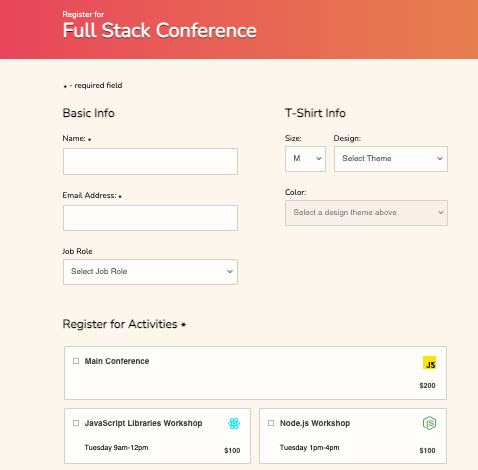 Register for
Full Stack Conference
* - required field
Basic Info
Name: *
Email Address: *
Job Role
Select Job Role
T-Shirt Info
Size:
Design:
M
Select Theme
Color:
Select a design theme above
Register for Activities *
Main Conference
JS
$200
JavaScript Libraries Workshop
Tuesday 9am-12pm
$100
Node.js Workshop
JS
Tuesday 1pm-4pm
$100